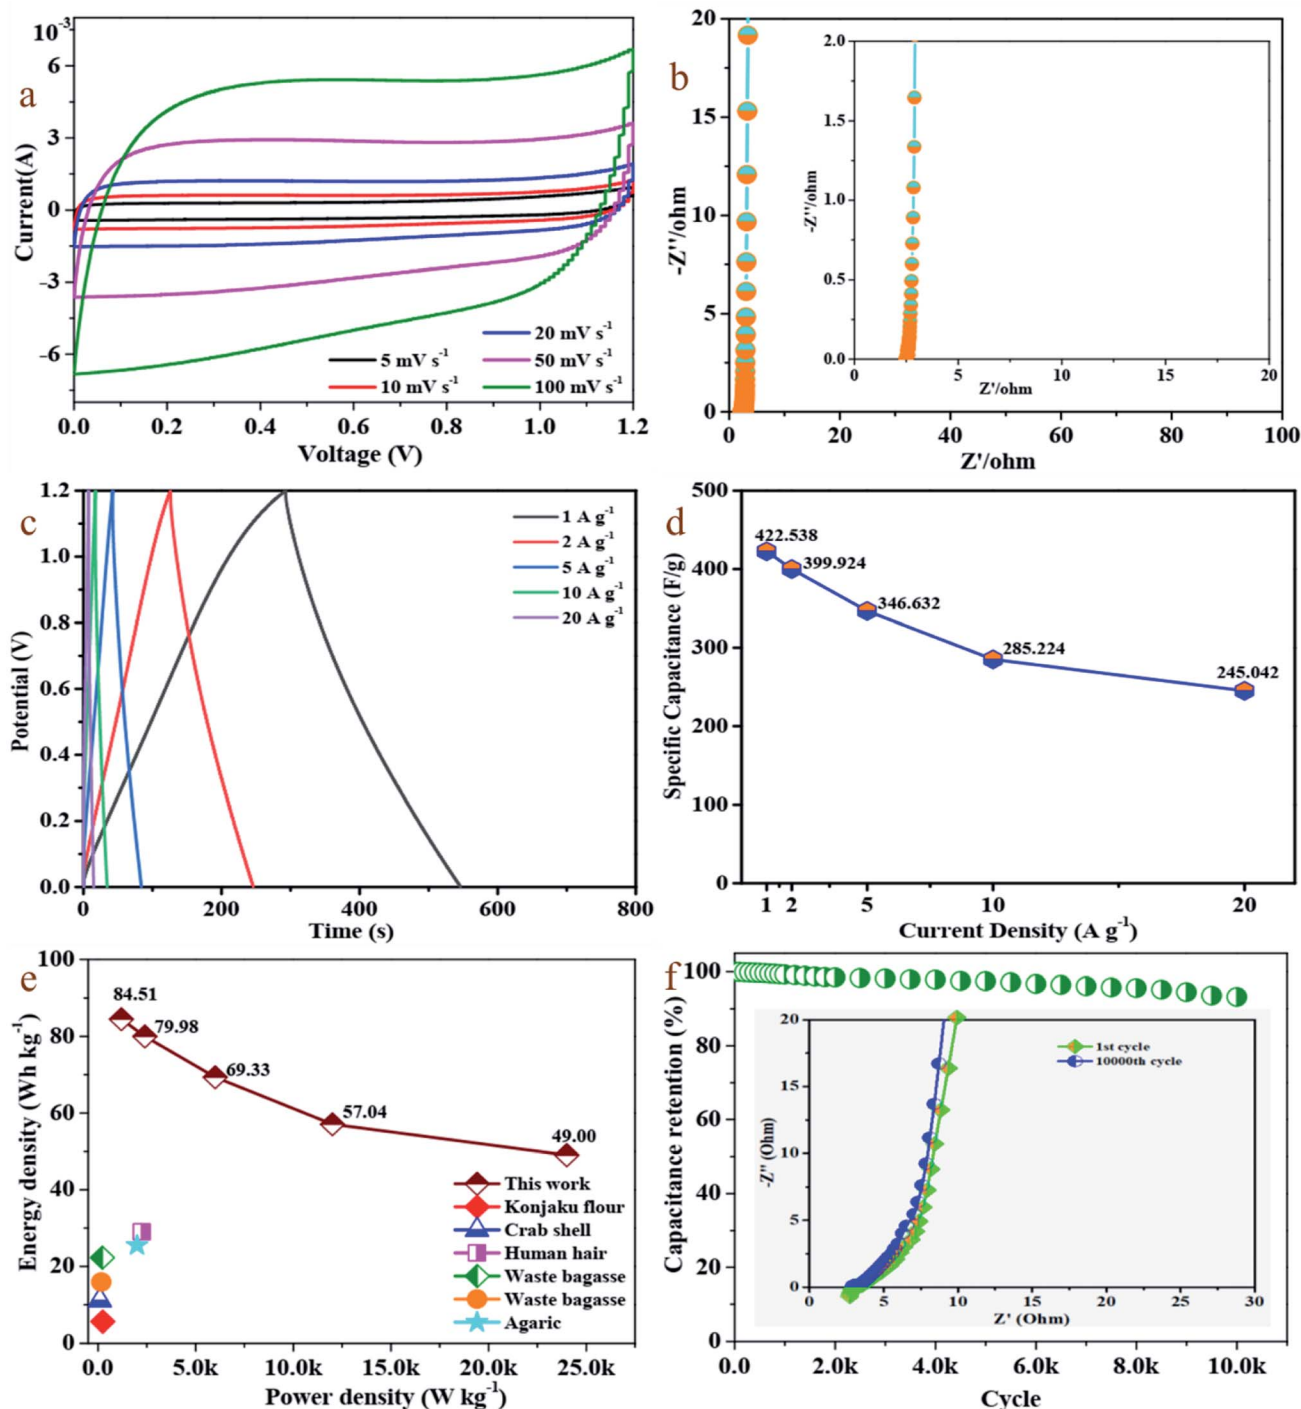 a
10⁻³
6
3
0
-3
-6
Current(A)
5 mV s⁻¹
10 mV s⁻¹
20 mV s⁻¹
50 mV s⁻¹
100 mV s⁻¹
0.0 0.2 0.4 0.6 0.8 1.0 1.2
Voltage (V)
b
20
15
10
5
0
-Z''/ohm
0 20 40 60 80 100
Z'/ohm
2.0
1.5
1.0
0.5
0.0
-Z''/ohm
0 5 10 15 20
Z'/ohm
c
1.2
1.0
0.8
0.6
0.4
0.2
0.0
Potential (V)
1 A g⁻¹
2 A g⁻¹
5 A g⁻¹
10 A g⁻¹
20 A g⁻¹
0 200 400 600 800
Time (s)
d
500
400
300
200
100
0
Specific Capacitance (F/g)
422.538
399.924
346.632
285.224
245.042
1 2 5 10 20
Current Density (A g⁻¹)
e
100
80
60
40
20
0
Energy density (Wh kg⁻¹)
84.51
79.98
69.33
57.04
49.00
This work
Konjaku flour
Crab shell
Human hair
Waste bagasse
Waste bagasse
Agaric
0.0 5.0k 10.0k 15.0k 20.0k 25.0k
Power density (W kg⁻¹)
f
100
80
60
40
20
0
Capacitance retention (%)
20
15
10
5
0
-Z'' (Ohm)
1st cycle
10000th cycle
0 5 10 15 20 25 30
Z' (Ohm)
0.0 2.0k 4.0k 6.0k 8.0k 10.0k
Cycle